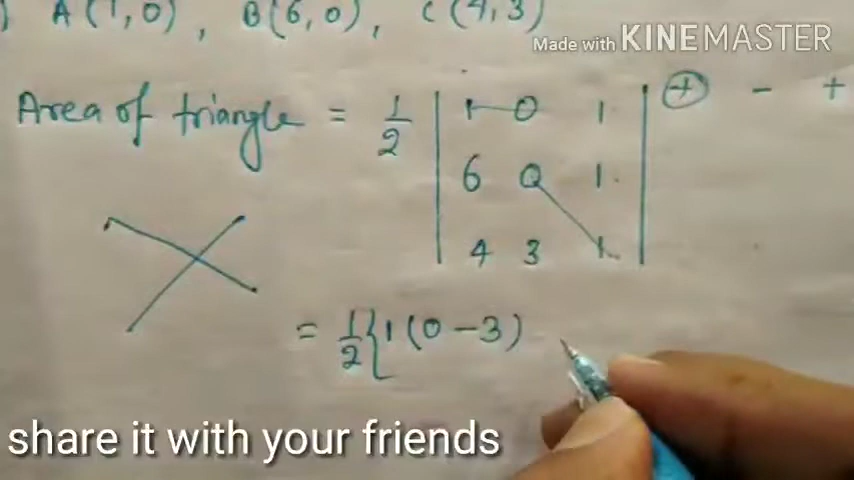 ) A(1,0), B(6,0), C(4,3)
Made with KINEMASTER
Area of triangle = 1/2 | 1 0 1 | + - +
6 0 1
4 3 1
= 1/2 { 1(0-3)
share it with your friends